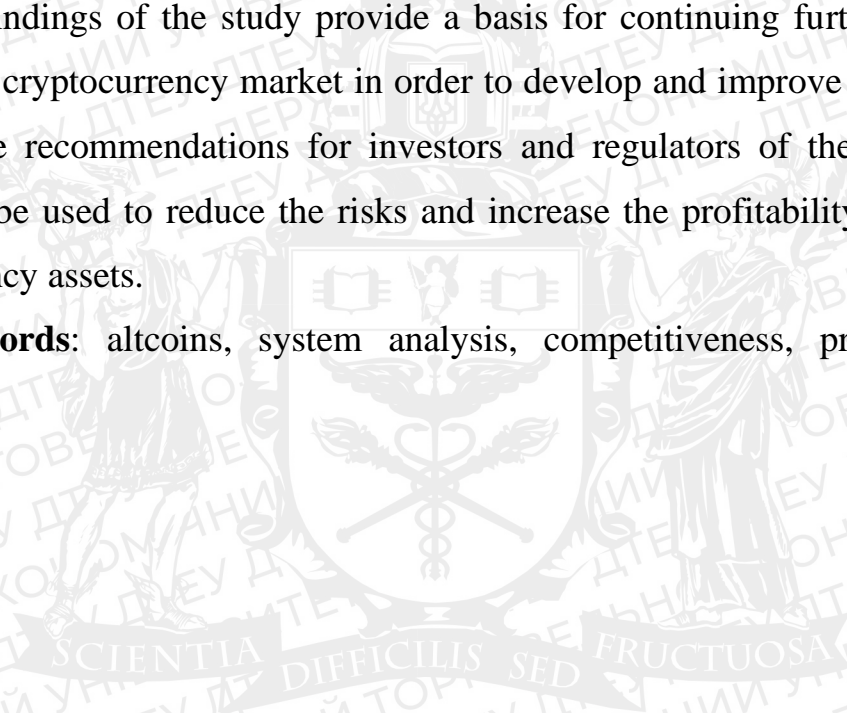 ndings of the study provide a basis for continuing furt
cryptocurrency market in order to develop and improve
e recommendations for investors and regulators of the
be used to reduce the risks and increase the profitability
ncy assets.
ords: altcoins, system analysis, competitiveness, pr
SCIENTIA DIFFICILIS SED FRUCTUOSA